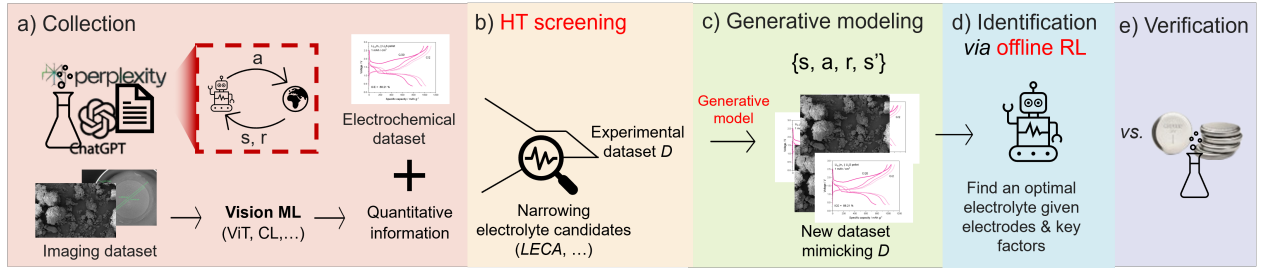 a) Collection
perplexity
ChatGPT
a
s, r
Electrochemical
dataset
Imaging dataset
Vision ML
(ViT, CL,…)
Quantitative
information
b) HT screening
Experimental
dataset D
Narrowing
electrolyte candidates
(LECA, …)
c) Generative modeling
{s, a, r, s’}
Generative
model
New dataset
mimicking D
d) Identification
via offline RL
Find an optimal
electrolyte given
electrodes & key
factors
e) Verification
vs.